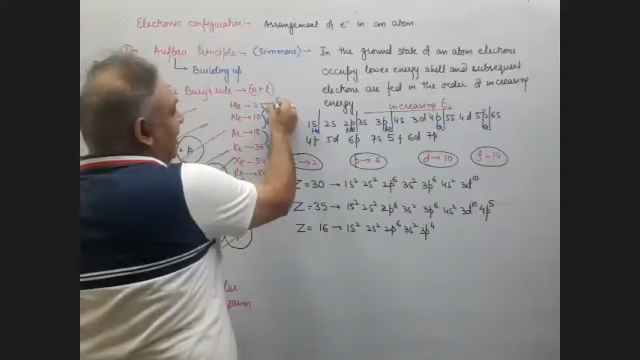 Electronic configuration → Arrangement of e⁻ in an atom
Aufbau Principle → (Sommers) → In the ground state of an atom electrons
Building up occupy lower energy shell and subsequent
Bury's rule → (n+l) electrons are fed in the order of increasing
energy increasing E
He → 2
Ne → 10 1s 2s 2p 3s 3p 4s 3d 4p 5s 4d 5p 6s
Ar → 18 4f 5d 6p 7s 5f 6d 7p
Kr → 36
Xe → 54 → 2 p → 6 d → 10 f → 14
Rn → 86
Z = 30 → 1s² 2s² 2p⁶ 3s² 3p⁶ 4s² 3d¹⁰
Z = 35 → 1s² 2s² 2p⁶ 3s² 3p⁶ 4s² 3d¹⁰ 4p⁵
Z = 16 → 1s² 2s² 2p⁶ 3s² 3p⁴